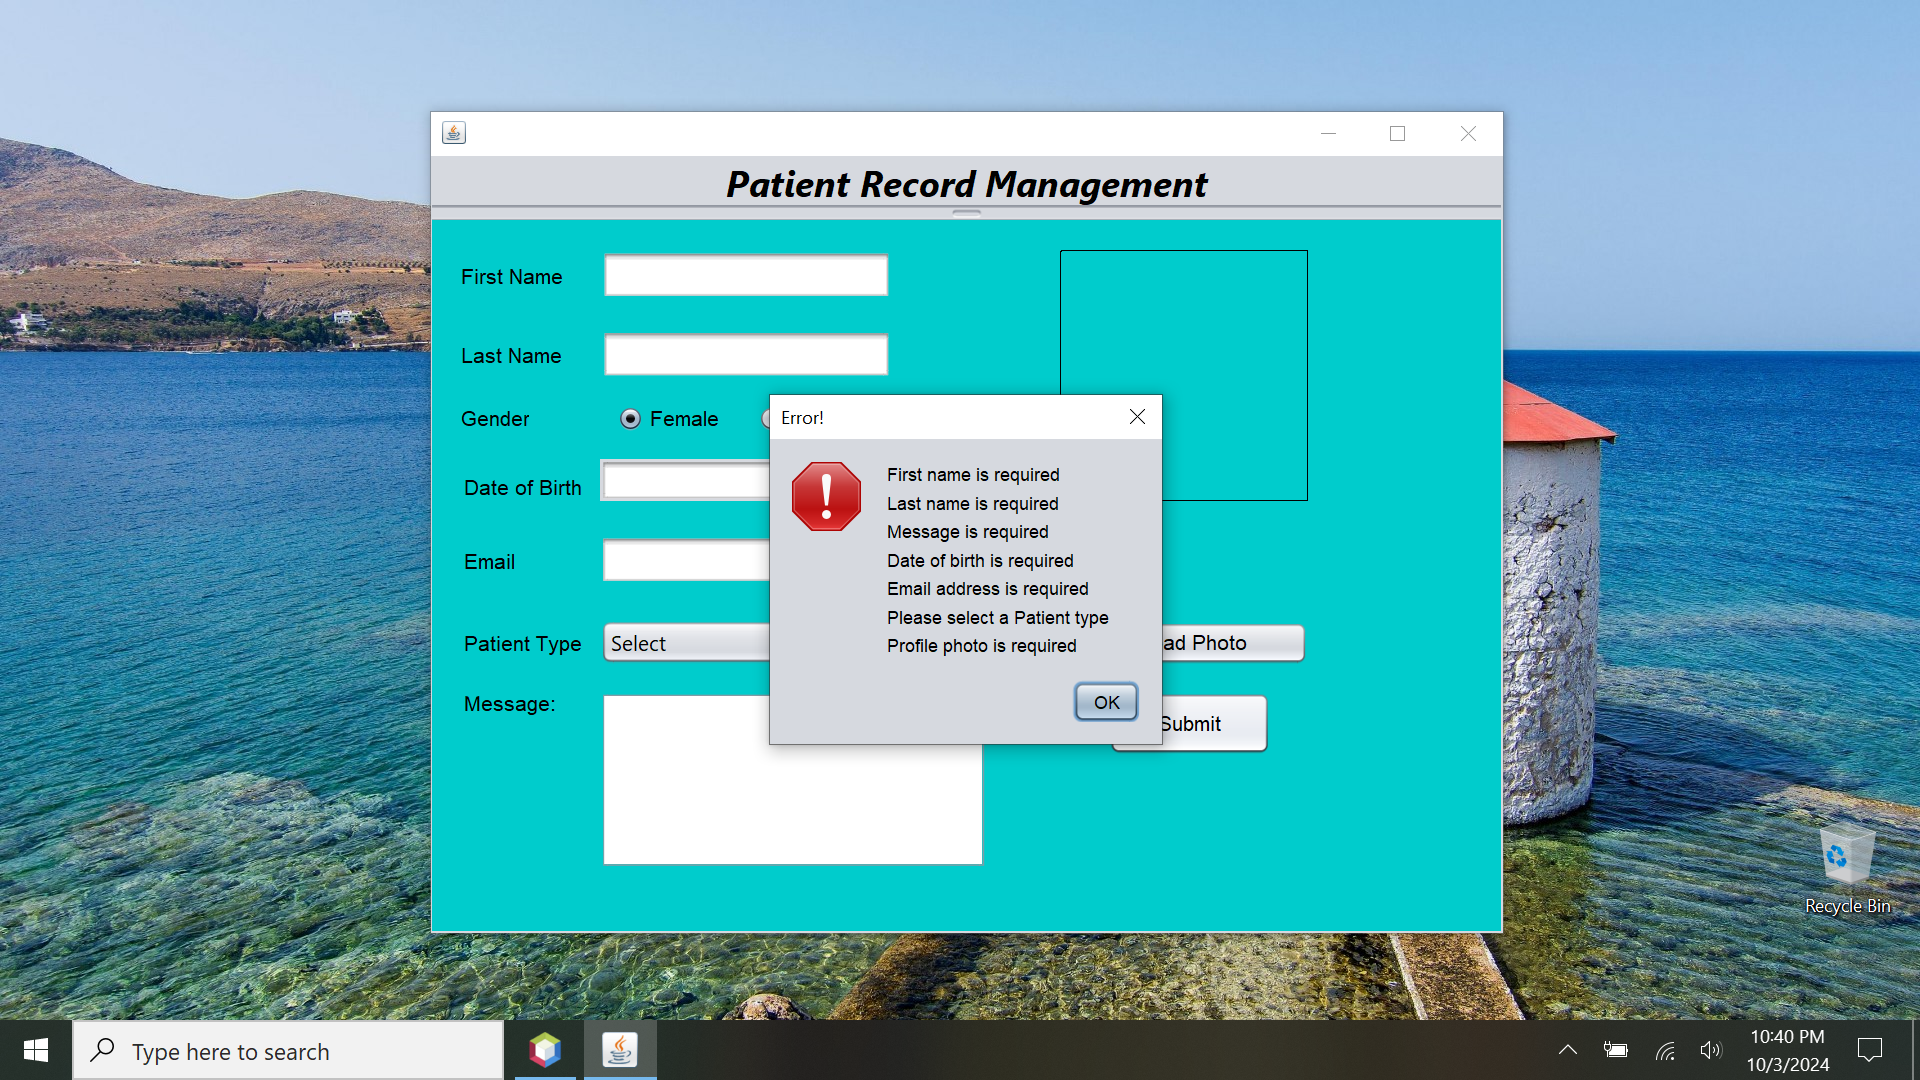 Patient Record Management
First Name
Last Name
Gender
Female
Error!
First name is required
Last name is required
Message is required
Date of birth is required
Email address is required
Please select a Patient type
Profile photo is required
OK
Date of Birth
Email
Patient Type
Select
ad Photo
Message:
Submit
Recycle Bin
Type here to search
10:40 PM
10/3/2024